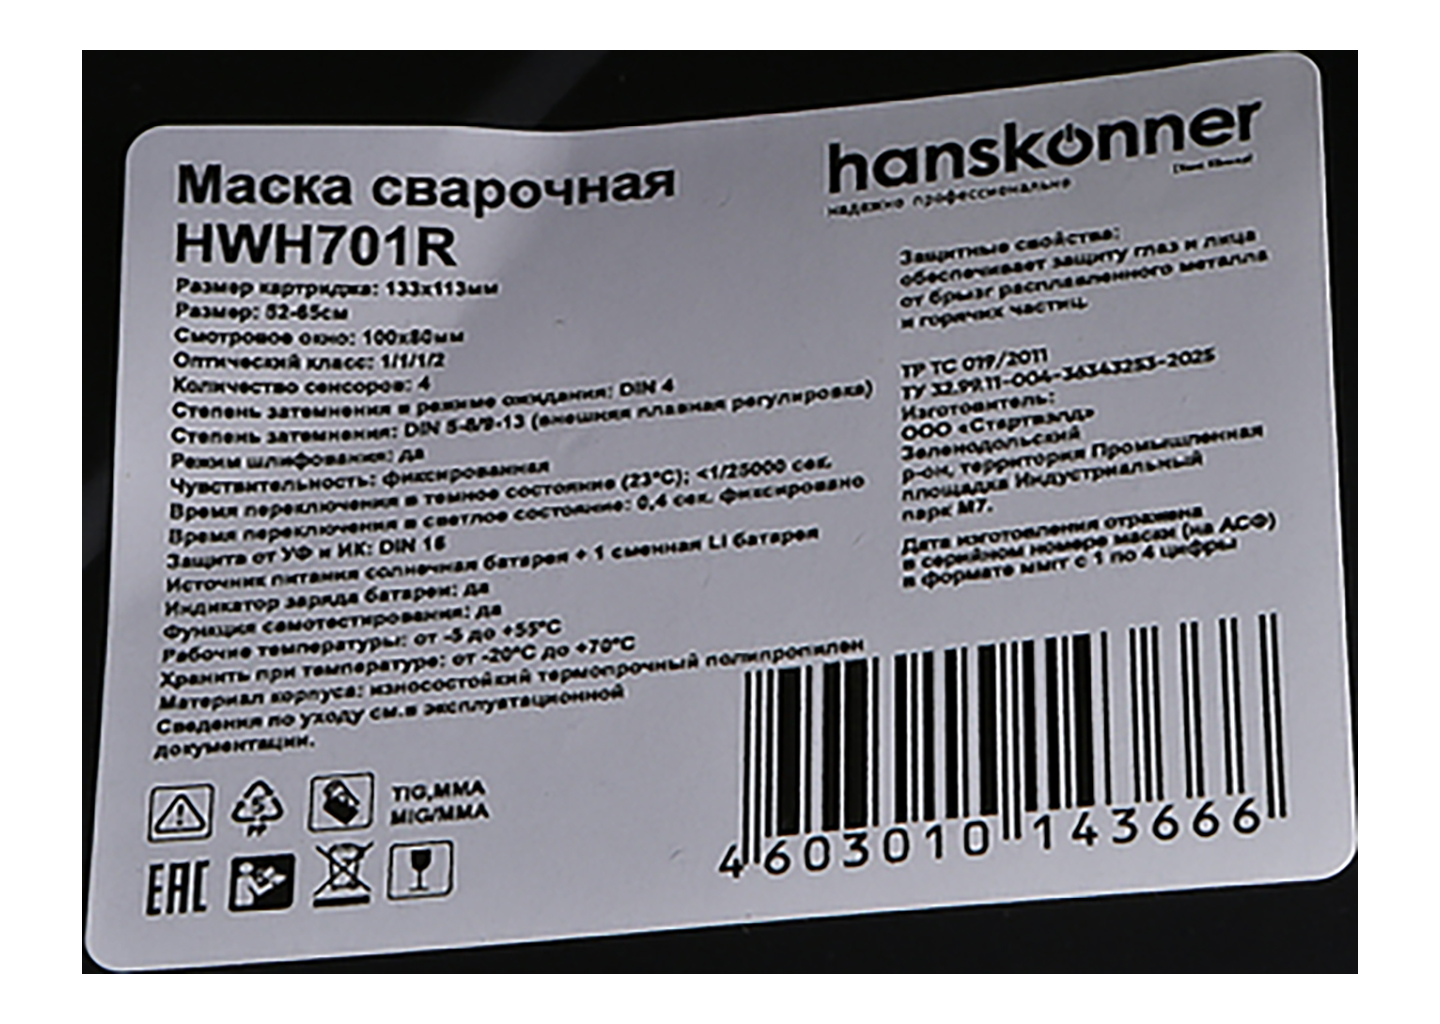 Маска сварочная
HWH701R
Размер картриджа: 133х113мм
Размер: 52-65см
Смотровое окно: 100х80мм
Оптический класс: 1/1/1/2
Количество сенсоров: 4
Степень затемнения в режиме ожидания: DIN 4
Степень затемнения: DIN 5-8/9-13 (внешняя плавная регулировка)
Режим шлифования: да
Чувствительность: фиксированная
Время переключения в темное состояние (23°С); <1/25000 сек.
Время переключения в светлое состояние: 0,4 сек. фиксировано
Защита от УФ и ИК: DIN 16
Источник питания солнечная батарея + 1 сменная LI батарея
Индикатор заряда батареи: да
Функция самотестирования: да
Рабочие температуры: от -5 до +55°С
Хранить при температуре: от -20°С до +70°С
Материал корпуса: износостойкий термопрочный полипропилен
Сведения по уходу см.в эксплуатационной
документации.
5
PP
TIG,MMA
MIG/MMA
EAC
hanskonner
надежно профессионально
Защитные свойства:
обеспечивает защиту глаз и лица
от брызг расплавленного металла
и горячих частиц.
ТР ТС 019/2011
ТУ 32.99.11-004-38343253-2025
Изготовитель:
ООО «Стартвэлд»
Зеленодольский
р-он, территория Промышленная
площадка Индустриальный
парк М7.
Дата изготовления отражена
в серийном номере маски (на АСФ)
в формате ммгг с 1 по 4 цифры
4 603010 143666